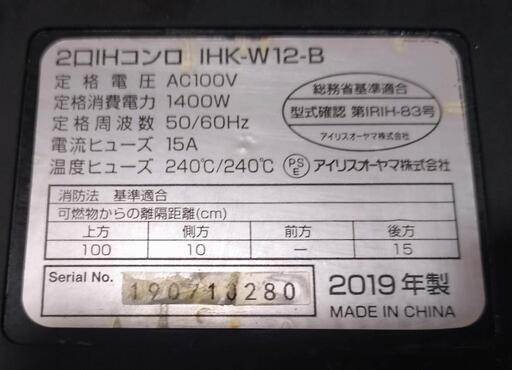 2口IHコンロ IHK-W12-B
定格電圧 AC100V
定格消費電力 1400W
定格周波数 50/60Hz
電流ヒューズ 15A
温度ヒューズ 240℃/240℃
総務省基準適合
型式確認 第IRIH-83号
アイリスオーヤマ株式会社
PSE アイリスオーヤマ株式会社
消防法 基準適合
可燃物からの離隔距離(cm)
上方 側方 前方 後方
100 10 — 15
Serial No. 190710280
2019年製
MADE IN CHINA